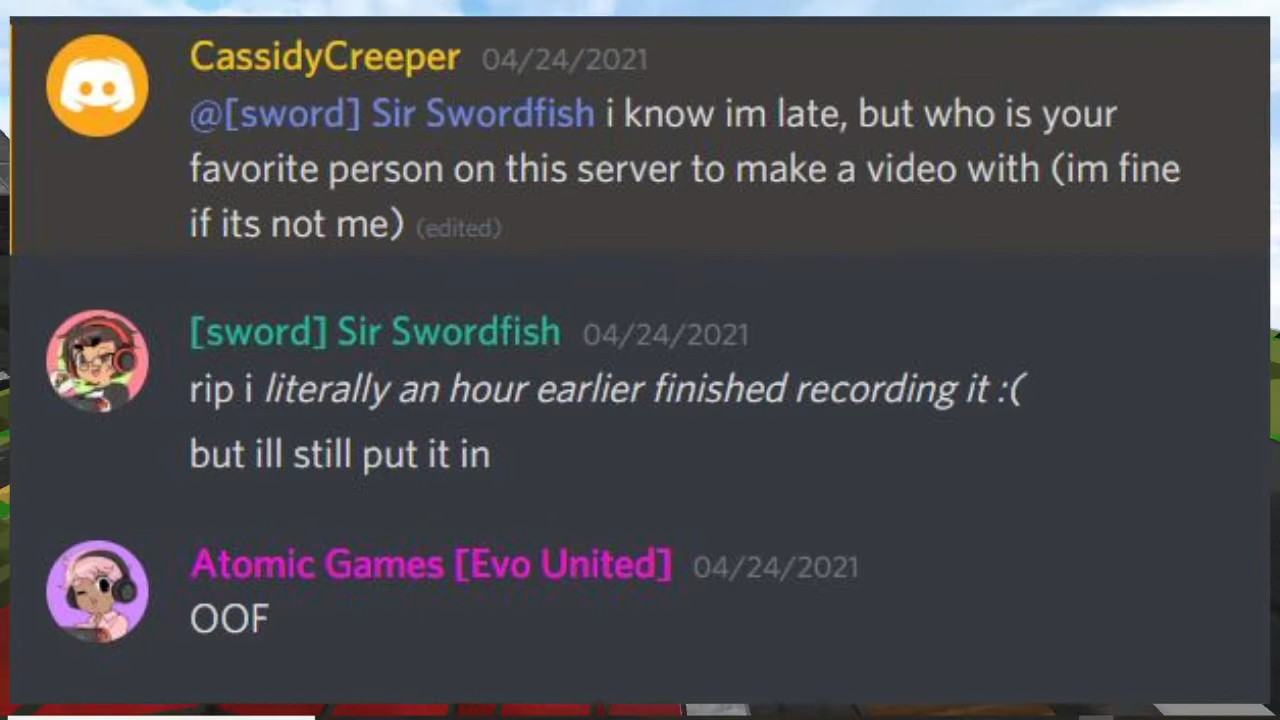 CassidyCreeper 04/24/2021
@[sword] Sir Swordfish i know im late, but who is your
favorite person on this server to make a video with (im fine
if its not me) (edited)
[sword] Sir Swordfish 04/24/2021
rip i literally an hour earlier finished recording it :(
but ill still put it in
Atomic Games [Evo United] 04/24/2021
OOF